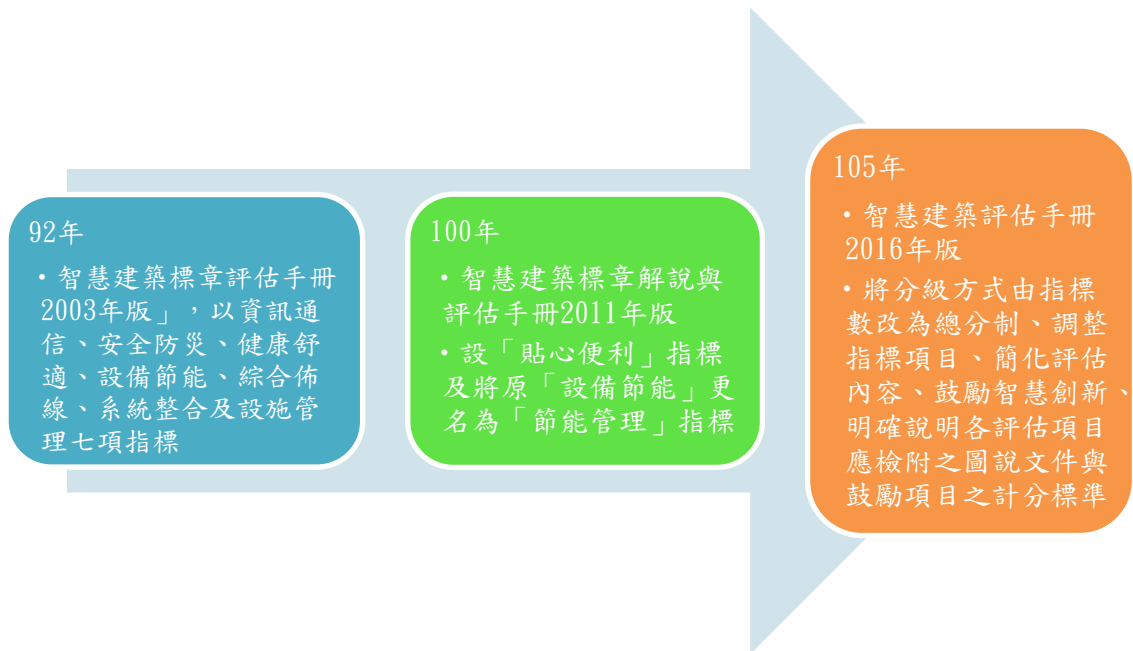 92年
・智慧建築標章評估手冊
2003年版」，以資訊通
信、安全防災、健康舒
適、設備節能、綜合佈
線、系統整合及設施管
理七項指標
100年
・智慧建築標章解說與
評估手冊2011年版
・設「貼心便利」指標
及將原「設備節能」更
名為「節能管理」指標
105年
・智慧建築評估手冊
2016年版
・將分級方式由指標
數改為總分制、調整
指標項目、簡化評估
內容、鼓勵智慧創新、
明確說明各評估項目
應檢附之圖說文件與
鼓勵項目之計分標準